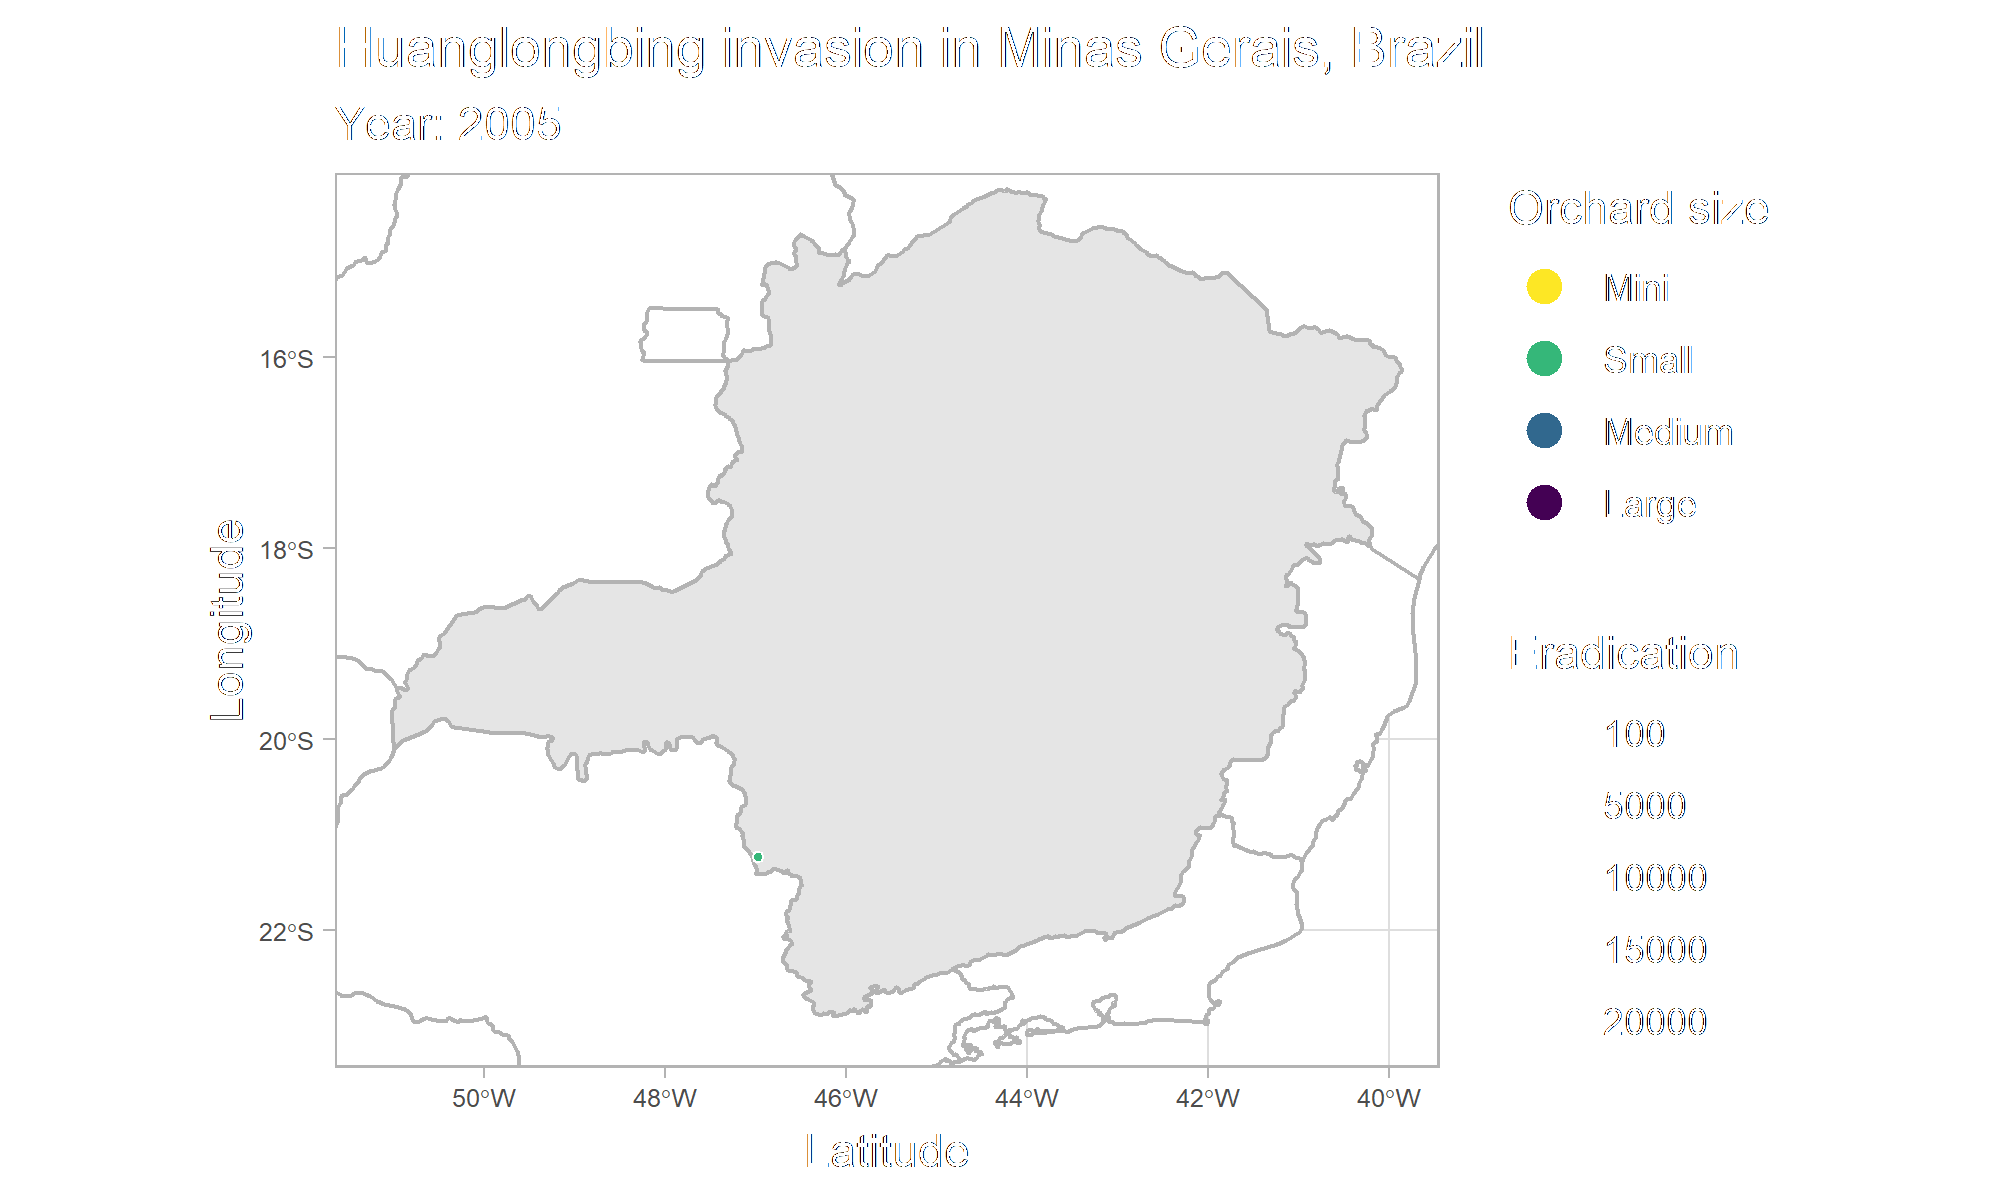 Huanglongbing invasion in Minas Gerais, Brazil
Year: 2005
Orchard size
Mini
Small
Medium
Large
Eradication
100
5000
10000
15000
20000
Longitude
16°S
18°S
20°S
22°S
50°W 48°W 46°W 44°W 42°W 40°W
Latitude